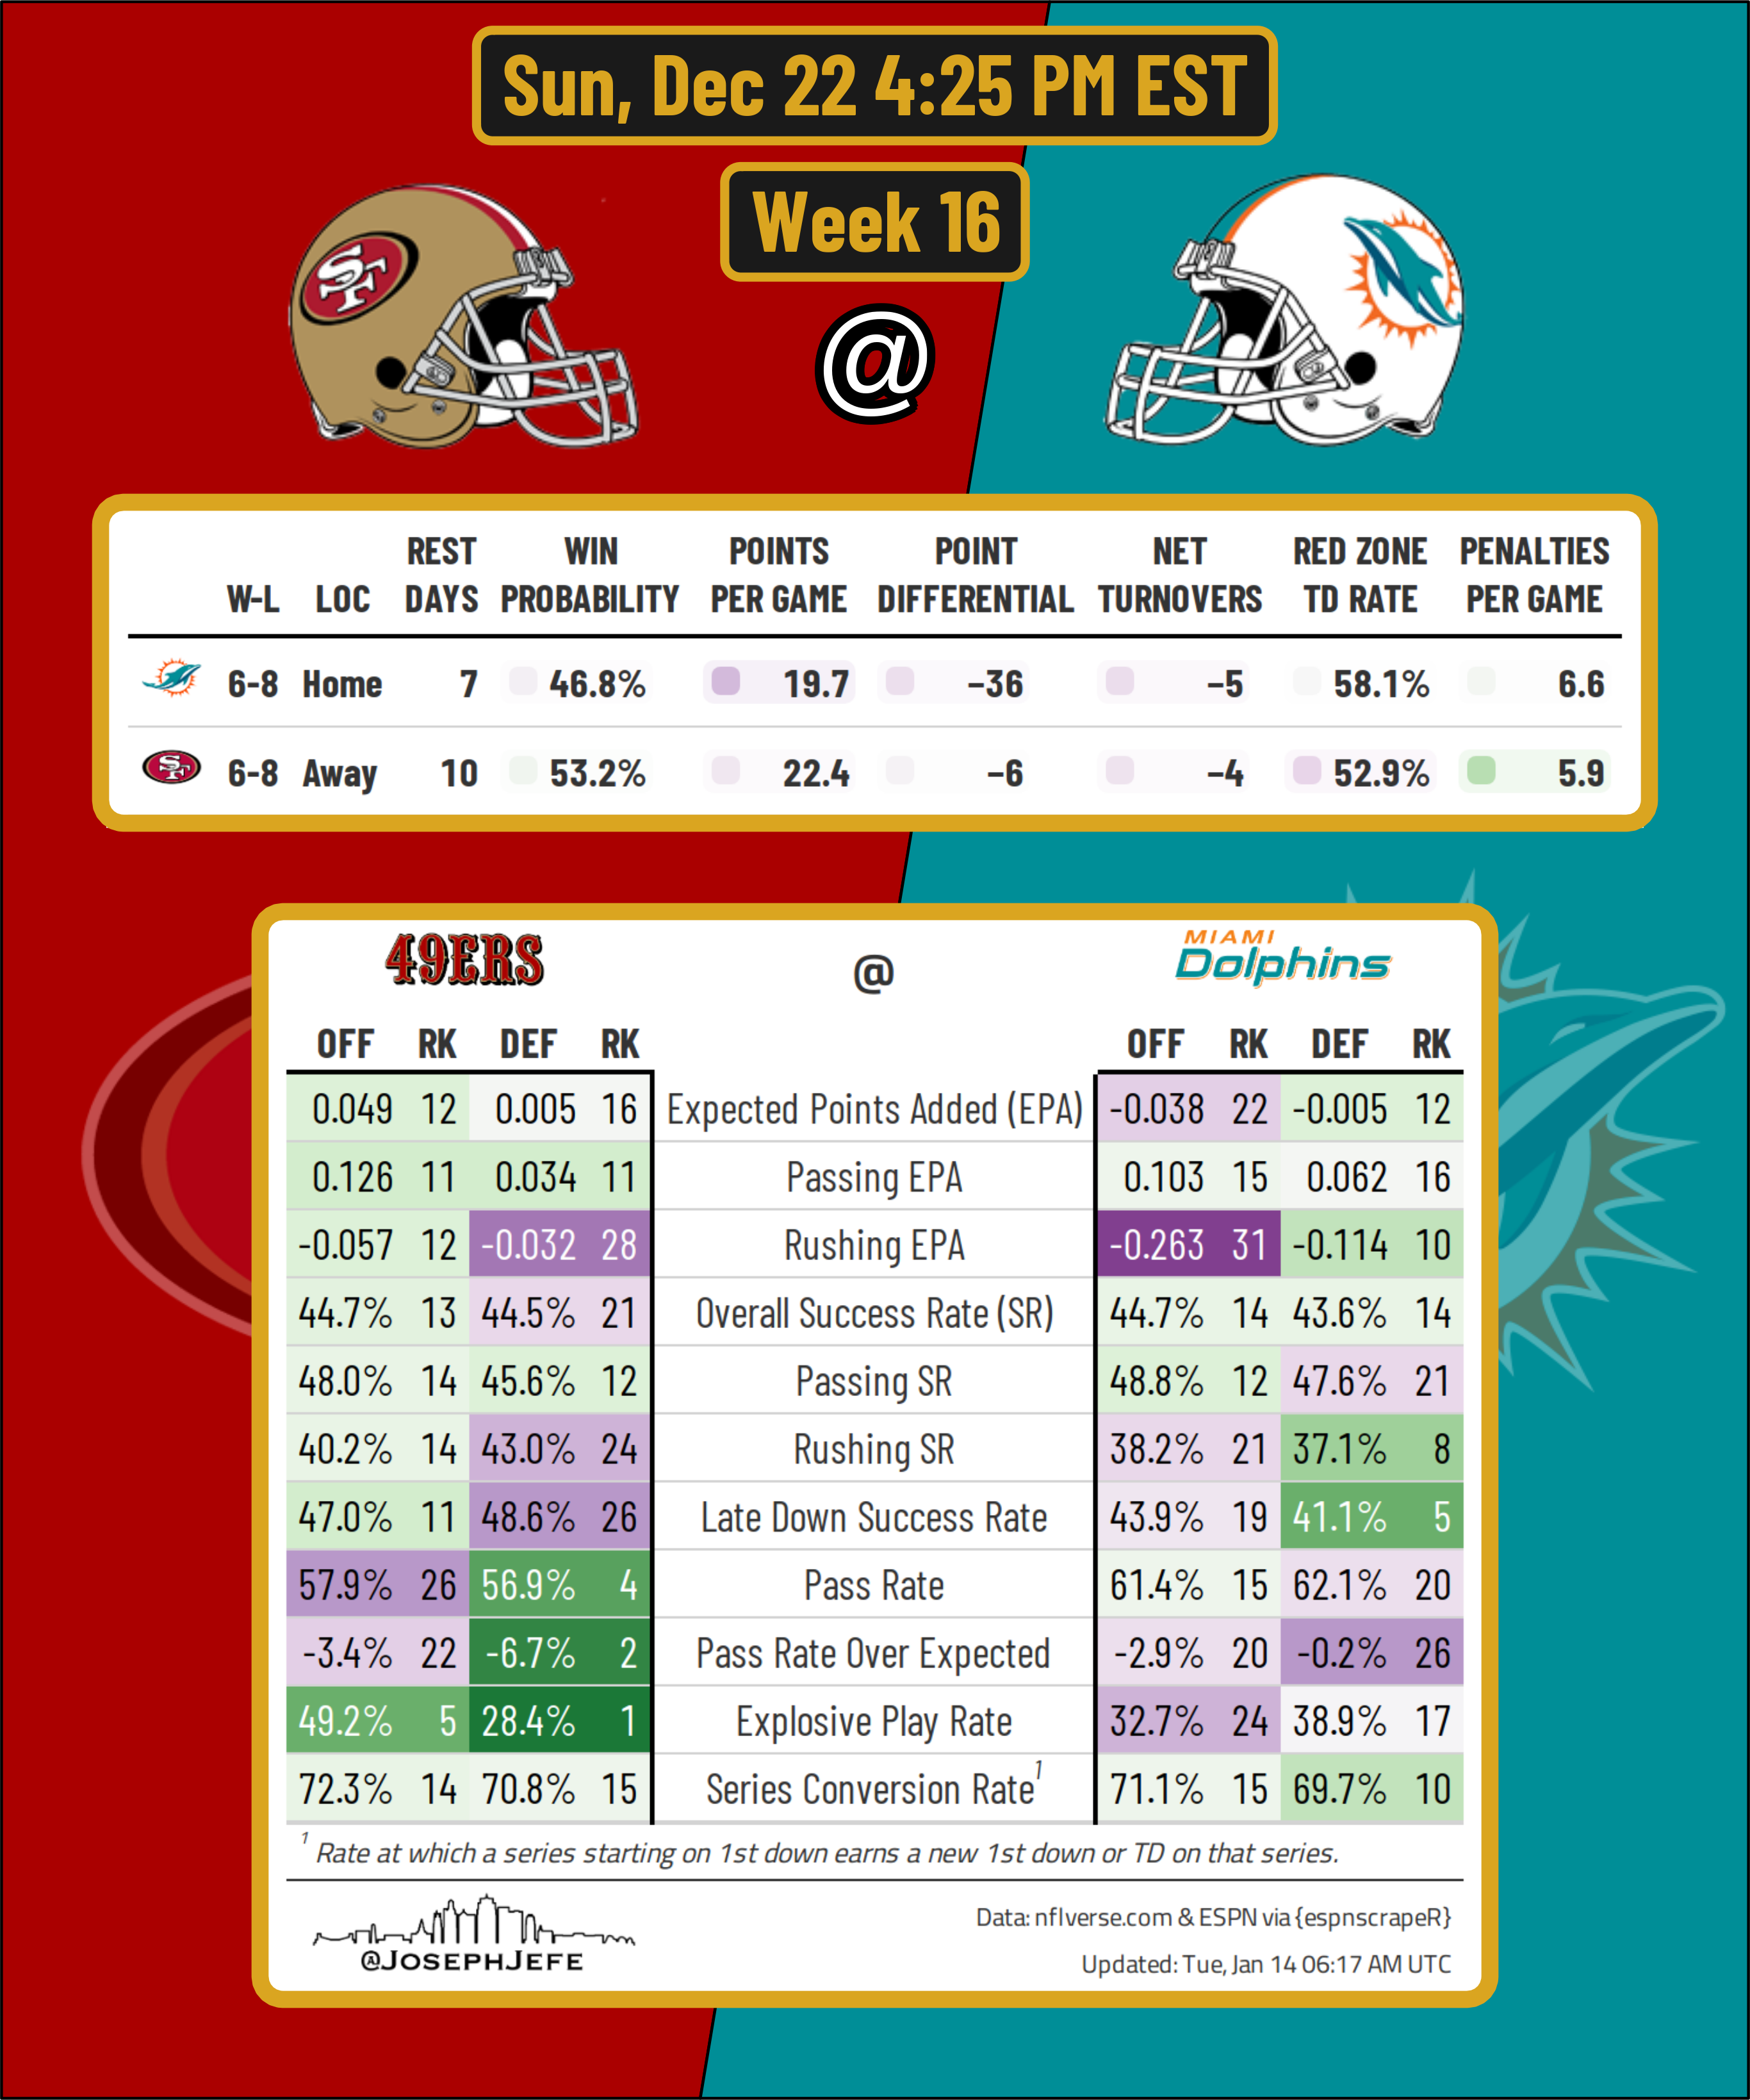 Sun, Dec 22 4:25 PM EST
Week 16
SF
@
W-L LOC REST DAYS WIN PROBABILITY POINTS PER GAME POINT DIFFERENTIAL NET TURNOVERS RED ZONE TD RATE PENALTIES PER GAME
6-8 Home 7 46.8% 19.7 −36 −5 58.1% 6.6
SF 6-8 Away 10 53.2% 22.4 −6 −4 52.9% 5.9
49ERS @ MIAMI Dolphins
OFF RK DEF RK OFF RK DEF RK
0.049 12 0.005 16 Expected Points Added (EPA) -0.038 22 -0.005 12
0.126 11 0.034 11 Passing EPA 0.103 15 0.062 16
-0.057 12 -0.032 28 Rushing EPA -0.263 31 -0.114 10
44.7% 13 44.5% 21 Overall Success Rate (SR) 44.7% 14 43.6% 14
48.0% 14 45.6% 12 Passing SR 48.8% 12 47.6% 21
40.2% 14 43.0% 24 Rushing SR 38.2% 21 37.1% 8
47.0% 11 48.6% 26 Late Down Success Rate 43.9% 19 41.1% 5
57.9% 26 56.9% 4 Pass Rate 61.4% 15 62.1% 20
-3.4% 22 -6.7% 2 Pass Rate Over Expected -2.9% 20 -0.2% 26
49.2% 5 28.4% 1 Explosive Play Rate 32.7% 24 38.9% 17
72.3% 14 70.8% 15 Series Conversion Rate¹ 71.1% 15 69.7% 10
¹ Rate at which a series starting on 1st down earns a new 1st down or TD on that series.
@JOSEPHJEFE
Data: nflverse.com & ESPN via {espnscrapeR}
Updated: Tue, Jan 14 06:17 AM UTC